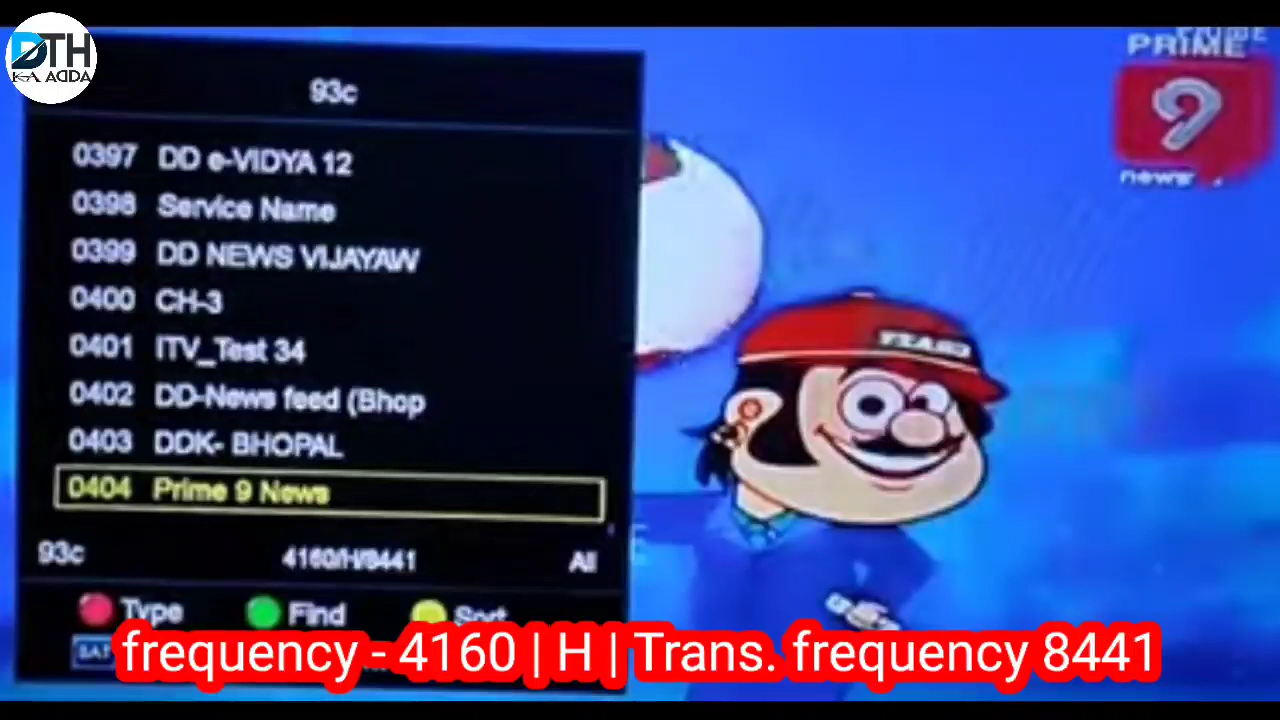 DTH
KA ADDA
93c
0397 DD e-VIDYA 12
0398 Service Name
0399 DD NEWS VIJAYAW
0400 CH-3
0401 ITV_Test 34
0402 DD-News feed (Bhop
0403 DDK- BHOPAL
0404 Prime 9 News
93c 4160/H/8441 All
Type Find Sort
SAT
PRIME
9
news
frequency - 4160 | H | Trans. frequency 8441